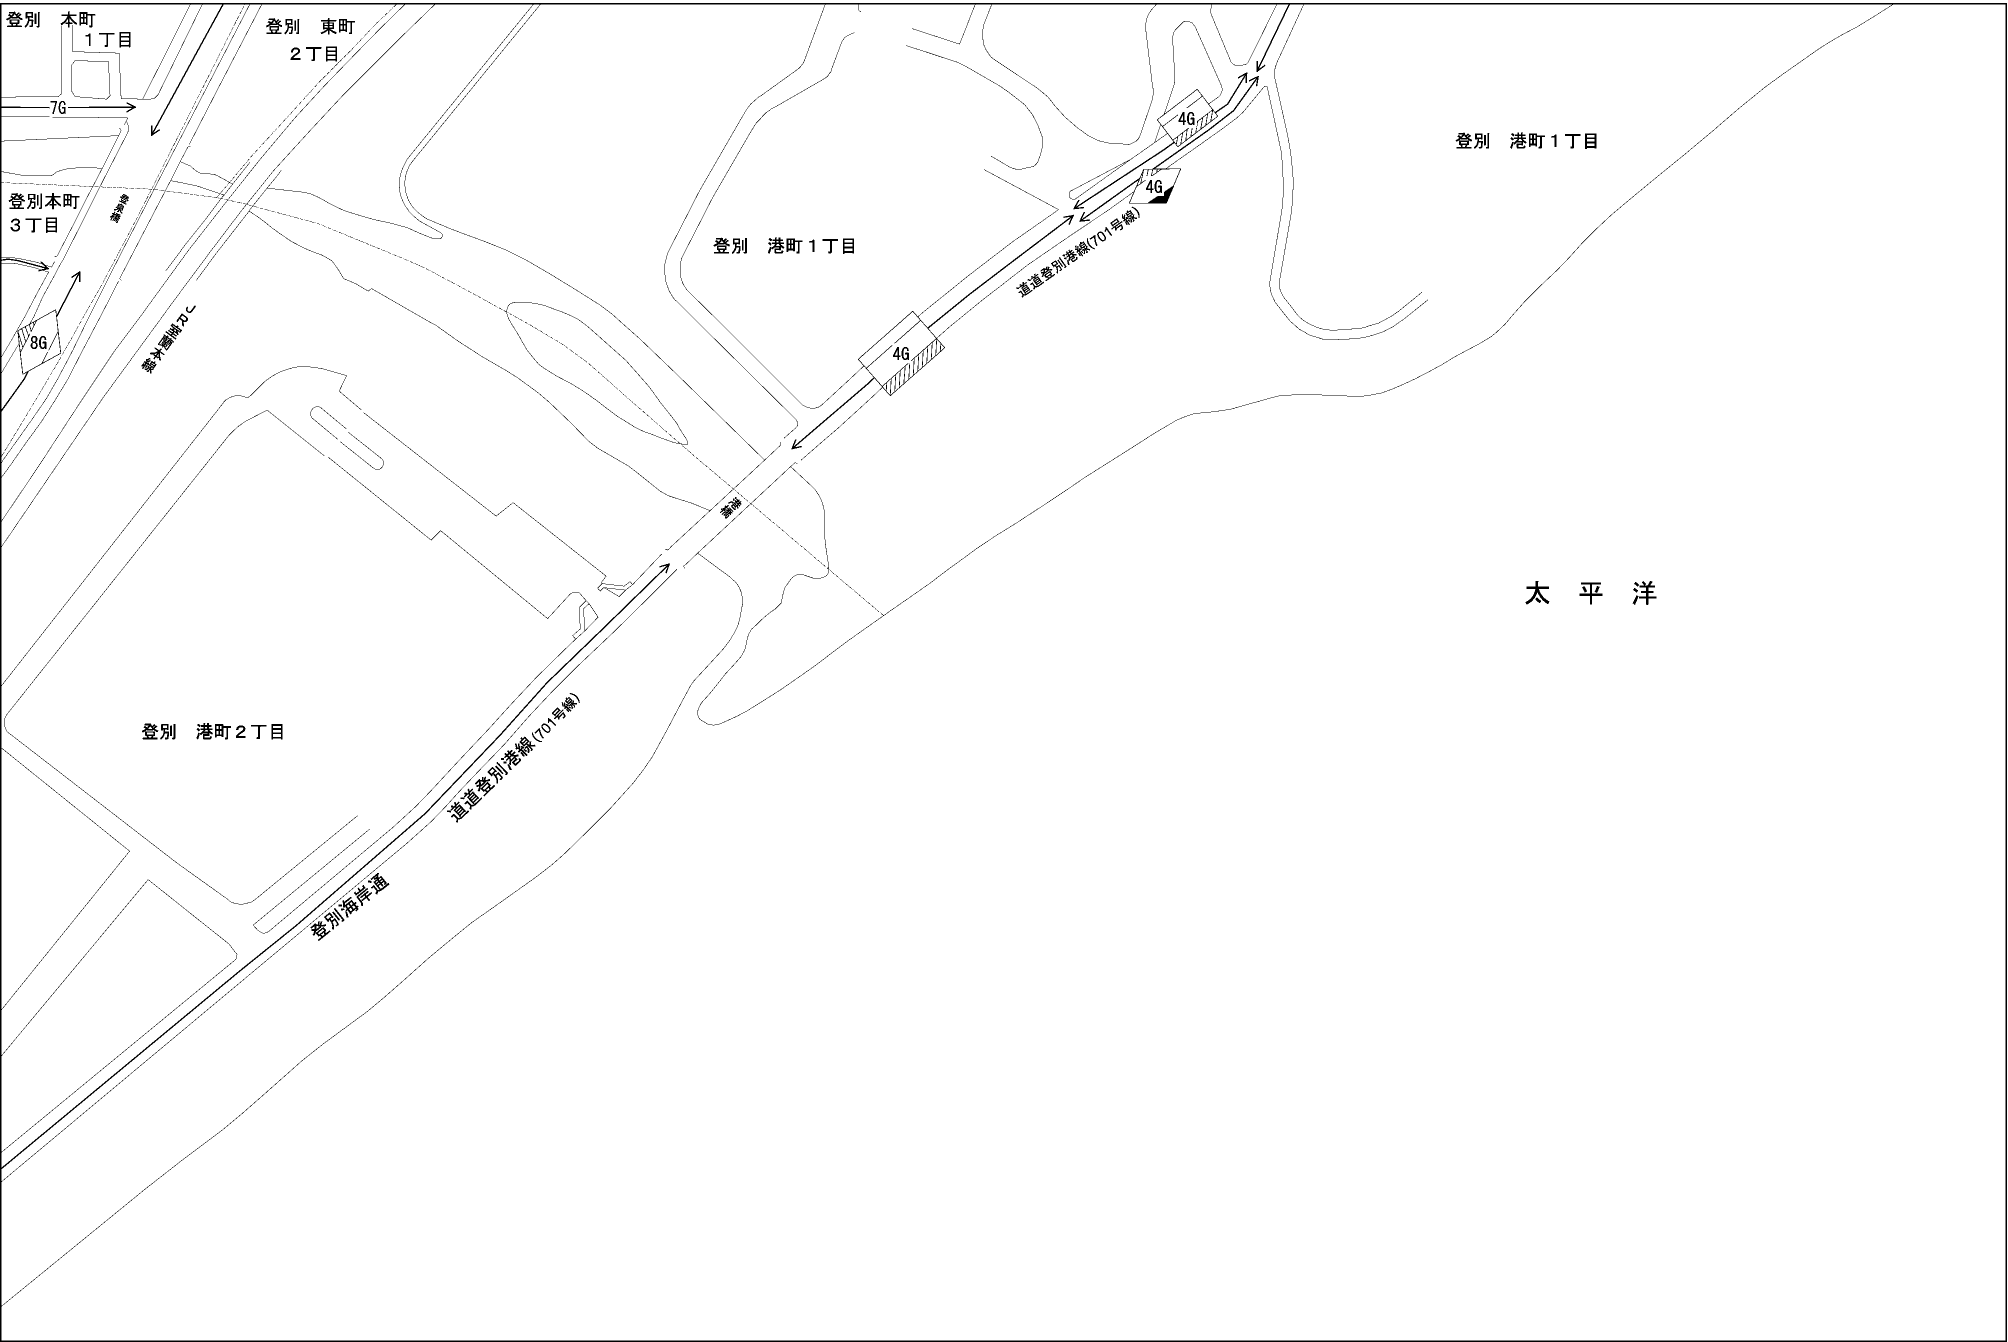 登別　本町
１丁目
登別　東町
２丁目
7G
4G
登別　港町１丁目
4G
登別本町
３丁目
登別　港町１丁目
道道登別港線(701号線)
8G
ＪＲ室蘭本線
4G
港橋
太　平　洋
登別　港町２丁目
道道登別港線(701号線)
登別海岸通